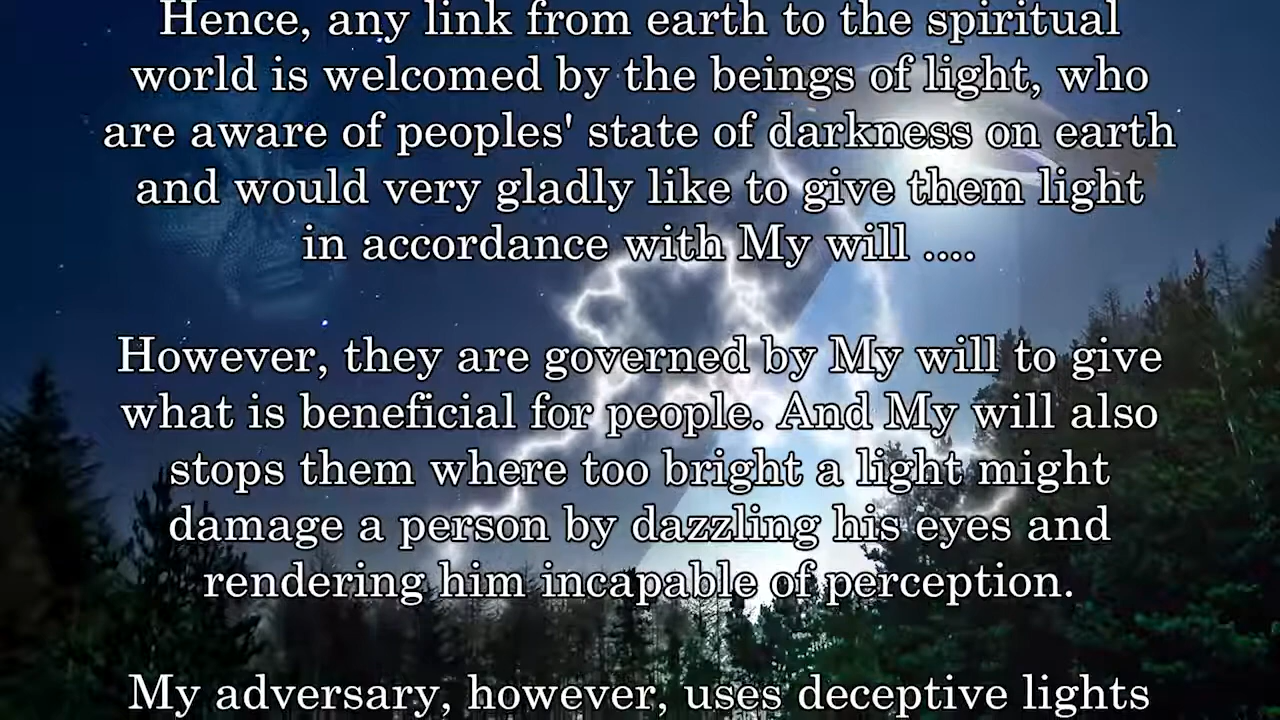 Hence, any link from earth to the spiritual
world is welcomed by the beings of light, who
are aware of peoples' state of darkness on earth
and would very gladly like to give them light
in accordance with My will ....
However, they are governed by My will to give
what is beneficial for people. And My will also
stops them where too bright a light might
damage a person by dazzling his eyes and
rendering him incapable of perception.
My adversary, however, uses deceptive lights